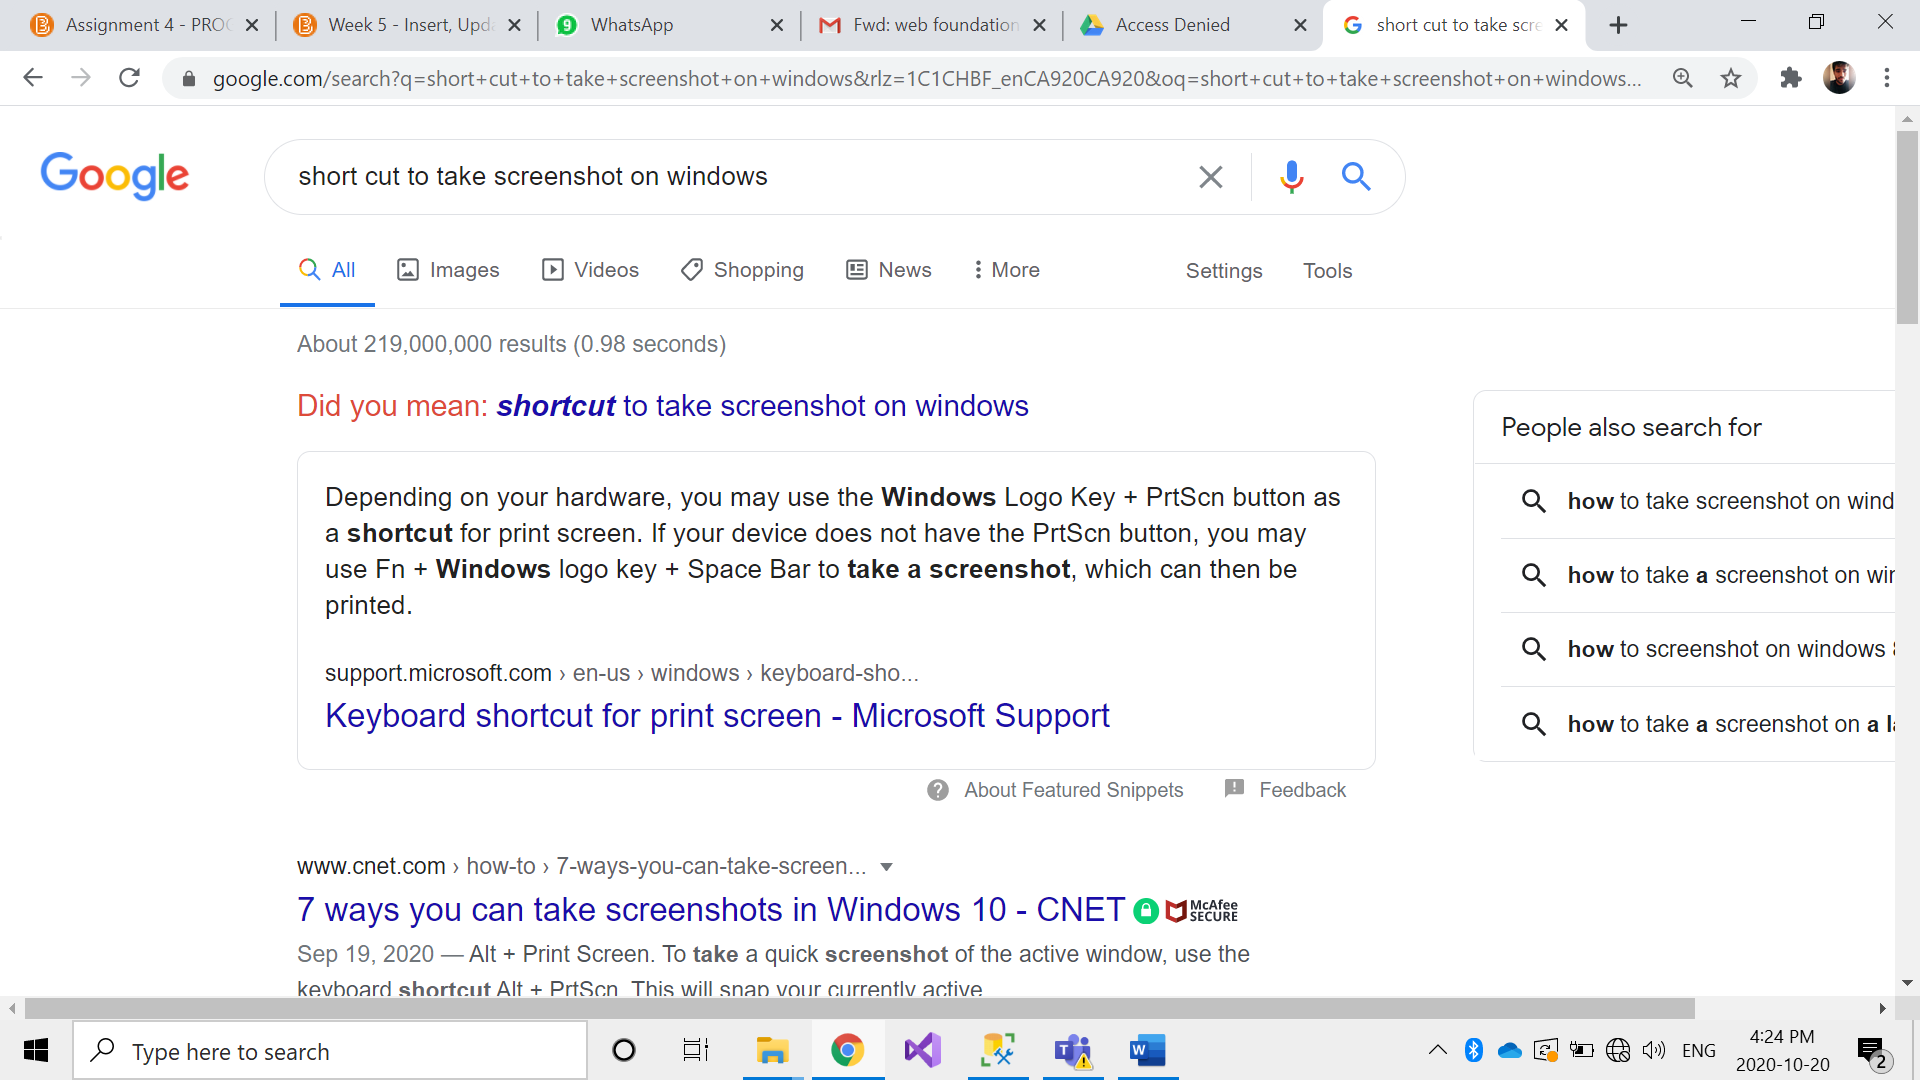 Assignment 4 - PROG
Week 5 - Insert, Upda
9
WhatsApp
Fwd: web foundation
Access Denied
short cut to take scre
google.com/search?q=short+cut+to+take+screenshot+on+windows&rlz=1C1CHBF_enCA920CA920&oq=short+cut+to+take+screenshot+on+windows...
Google
short cut to take screenshot on windows
All
Images
Videos
Shopping
News
More
Settings
Tools
About 219,000,000 results (0.98 seconds)
Did you mean: shortcut to take screenshot on windows
Depending on your hardware, you may use the Windows Logo Key + PrtScn button as
a shortcut for print screen. If your device does not have the PrtScn button, you may
use Fn + Windows logo key + Space Bar to take a screenshot, which can then be
printed.
support.microsoft.com › en-us › windows › keyboard-sho...
Keyboard shortcut for print screen - Microsoft Support
About Featured Snippets
Feedback
People also search for
how to take screenshot on wind
how to take a screenshot on win
how to screenshot on windows 8
how to take a screenshot on a la
www.cnet.com › how-to › 7-ways-you-can-take-screen...
7 ways you can take screenshots in Windows 10 - CNET
McAfee
SECURE
Sep 19, 2020 — Alt + Print Screen. To take a quick screenshot of the active window, use the
keyboard shortcut Alt + PrtScn. This will snap your currently active
Type here to search
T
W
ENG
4:24 PM
2020-10-20
2